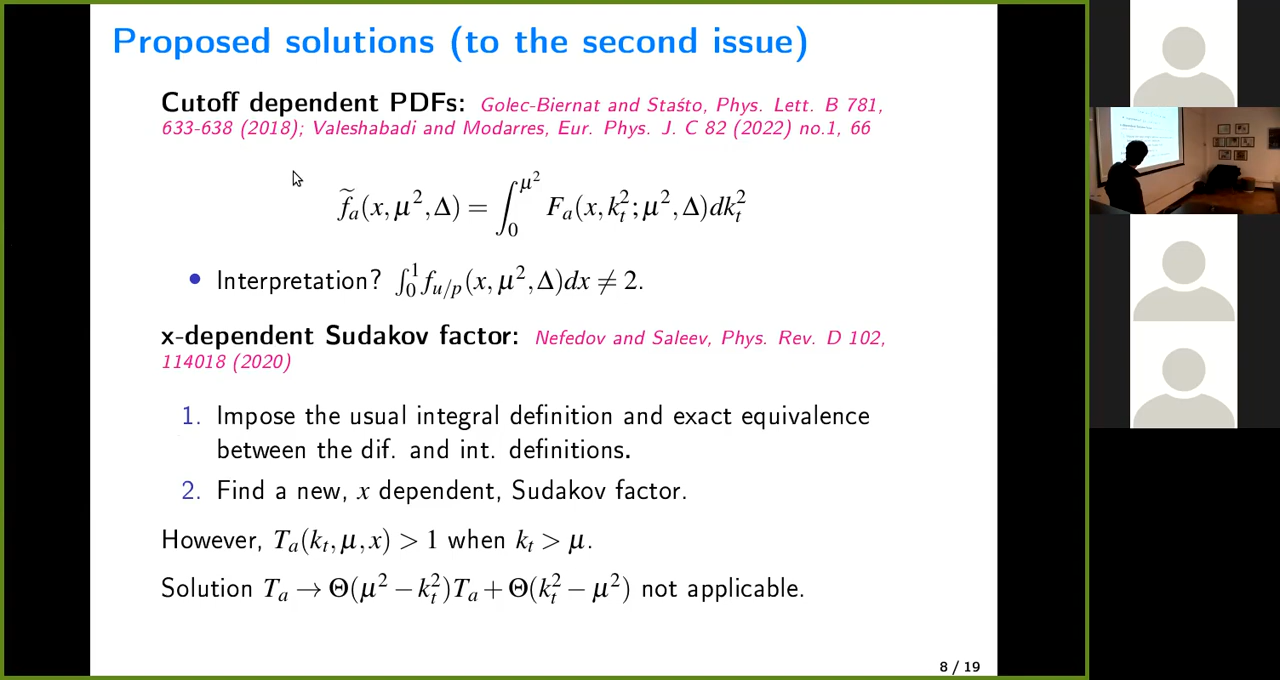 Proposed solutions (to the second issue)
Cutoff dependent PDFs: Golec-Biernat and Staśto, Phys. Lett. B 781,
633-638 (2018); Valeshabadi and Modarres, Eur. Phys. J. C 82 (2022) no.1, 66
f̃_a(x, μ², Δ) = ∫₀^{μ²} F_a(x, k_t²; μ², Δ)dk_t²
• Interpretation? ∫₀¹ f_{u/p}(x, μ², Δ)dx ≠ 2.
x-dependent Sudakov factor: Nefedov and Saleev, Phys. Rev. D 102,
114018 (2020)
1. Impose the usual integral definition and exact equivalence
between the dif. and int. definitions.
2. Find a new, x dependent, Sudakov factor.
However, T_a(k_t, μ, x) > 1 when k_t > μ.
Solution T_a → Θ(μ² − k_t²)T_a + Θ(k_t² − μ²) not applicable.
8 / 19